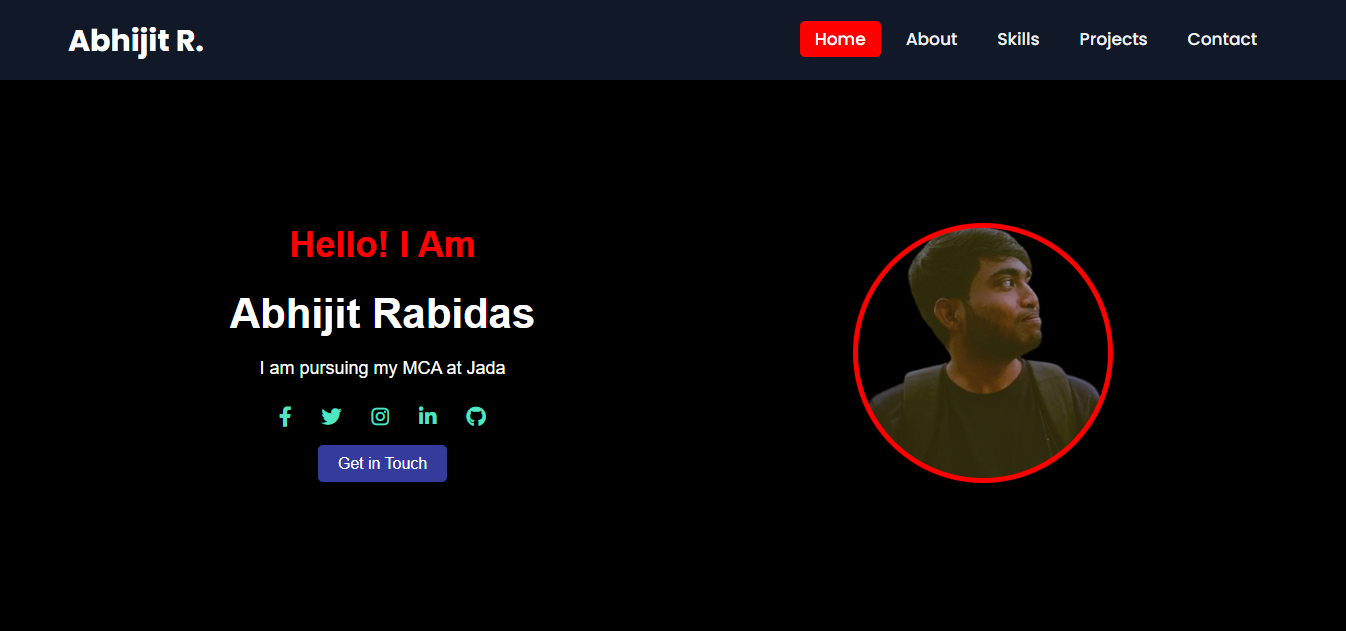 Abhijit R.
Home About Skills Projects Contact
Hello! I Am
Abhijit Rabidas
I am pursuing my MCA at Jada
Get in Touch